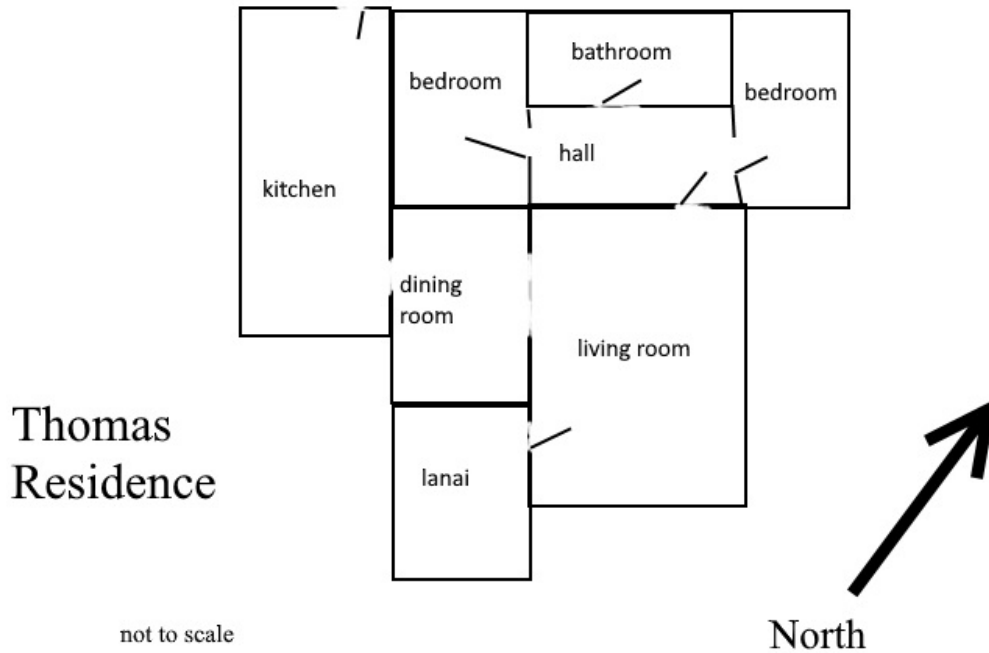 bathroom
bedroom
bedroom
hall
kitchen
dining
room
living room
Thomas
Residence
lanai
not to scale
North